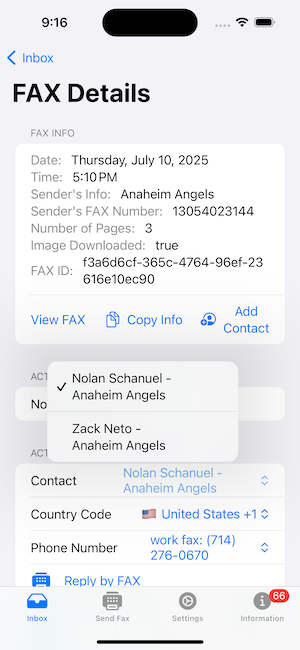 9:16
Inbox
FAX Details
FAX INFO
Date: Thursday, July 10, 2025
Time: 5:10 PM
Sender's Info: Anaheim Angels
Sender's FAX Number: 13054023144
Number of Pages: 3
Image Downloaded: true
FAX ID: f3a6d6cf-365c-4764-96ef-23
616e10ec90
View FAX Copy Info Add
Contact
ACT
No
Nolan Schanuel -
Anaheim Angels
Zack Neto -
Anaheim Angels
ACT
Contact Nolan Schanuel -
Anaheim Angels
Country Code United States +1
Phone Number work fax: (714)
276-0670
Reply by FAX
66
Inbox Send Fax Settings Information